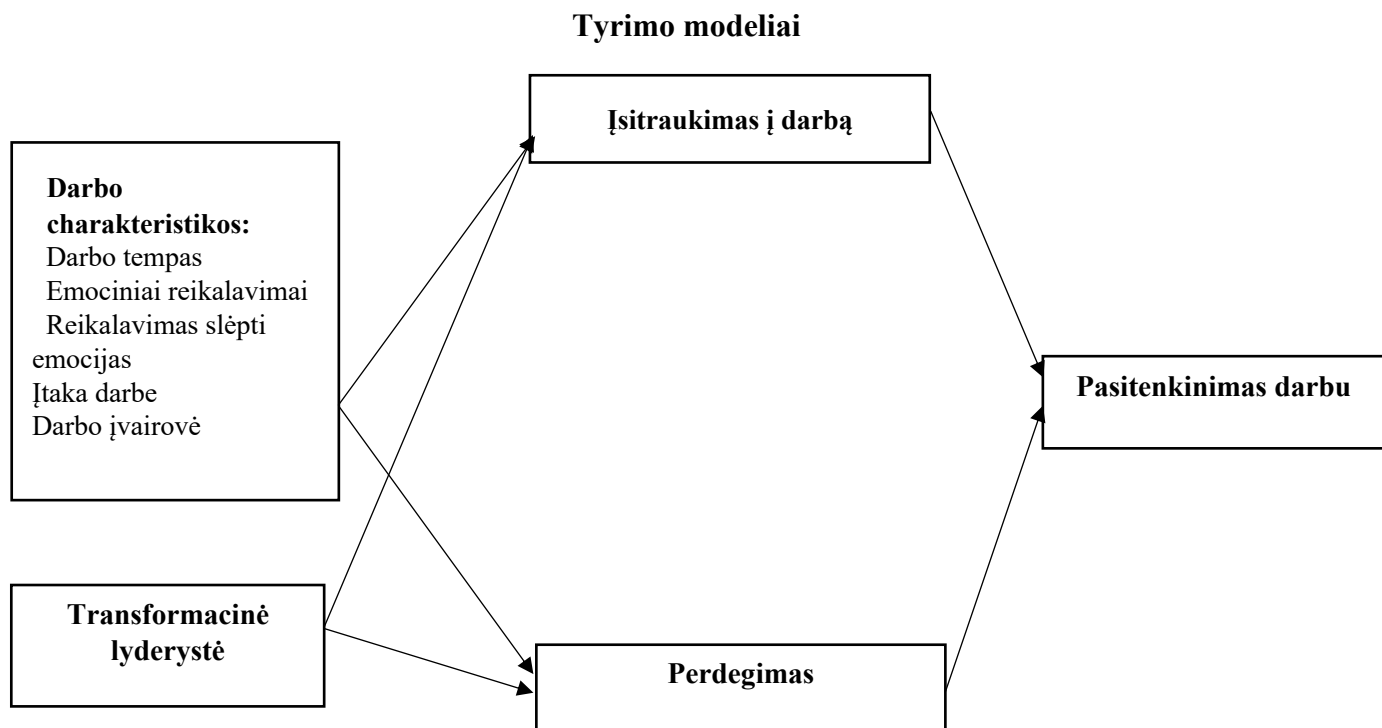 Tyrimo modeliai
Įsitraukimas į darbą
Darbo
charakteristikos:
Darbo tempas
Emociniai reikalavimai
Reikalavimas slėpti
emocijas
Įtaka darbe
Darbo įvairovė
Pasitenkinimas darbu
Transformacinė
lyderystė
Perdegimas